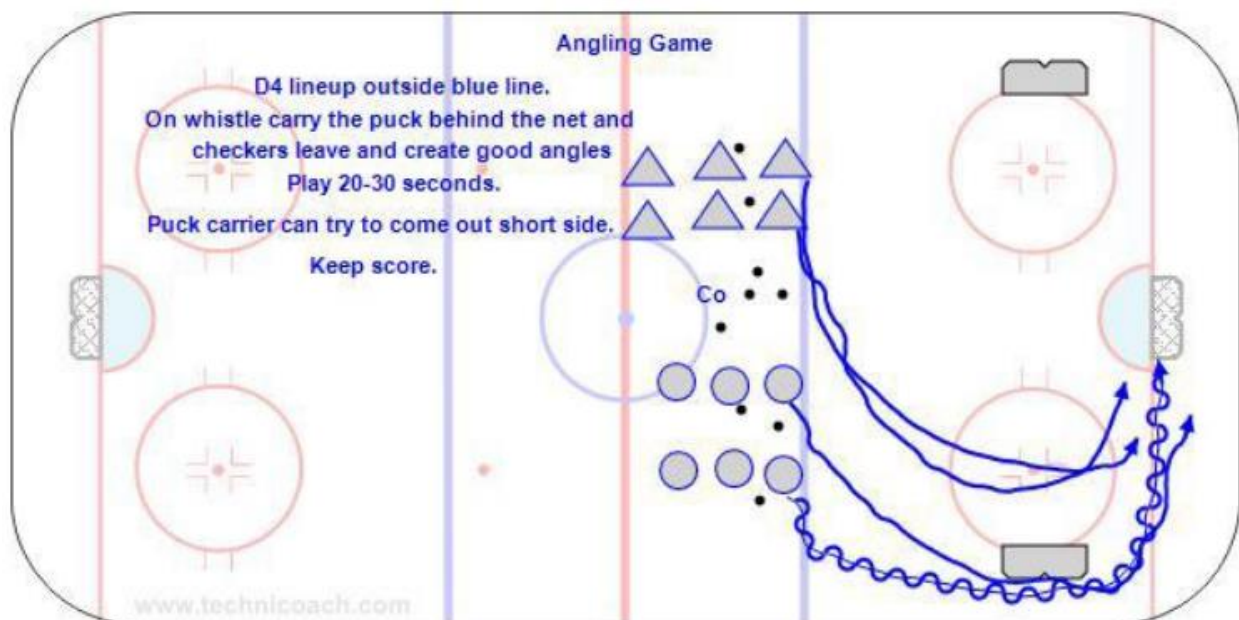 Angling Game
D4 lineup outside blue line.
On whistle carry the puck behind the net and
checkers leave and create good angles
Play 20-30 seconds.
Puck carrier can try to come out short side.
Keep score.
Co
www.technicoach.com